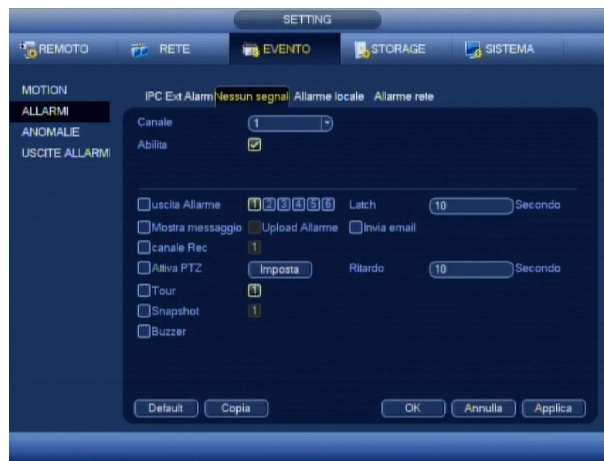 SETTING
REMOTO RETE EVENTO STORAGE SISTEMA
MOTION
ALLARMI
ANOMALIE
USCITE ALLARMI
IPC Ext Alarm Nessun segnal Allarme locale Allarme rete
Canale 1
Abilita
uscita Allarme 1 2 3 4 5 6 Latch 10 Secondo
Mostra messaggio Upload Allarme Invia email
canale Rec 1
Attiva PTZ Imposta Ritardo 10 Secondo
Tour 1
Snapshot 1
Buzzer
Default Copia OK Annulla Applica